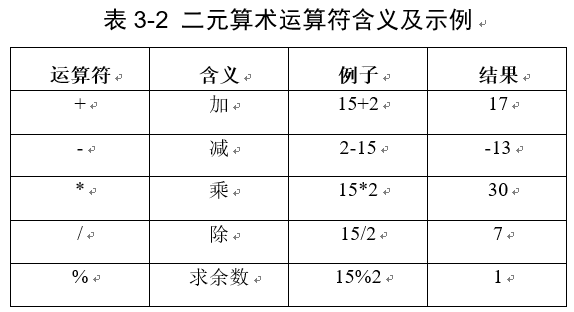 表 3-2 二元算术运算符含义及示例
运算符 含义 例子 结果
+ 加 15+2 17
- 减 2-15 -13
* 乘 15*2 30
/ 除 15/2 7
% 求余数 15%2 1